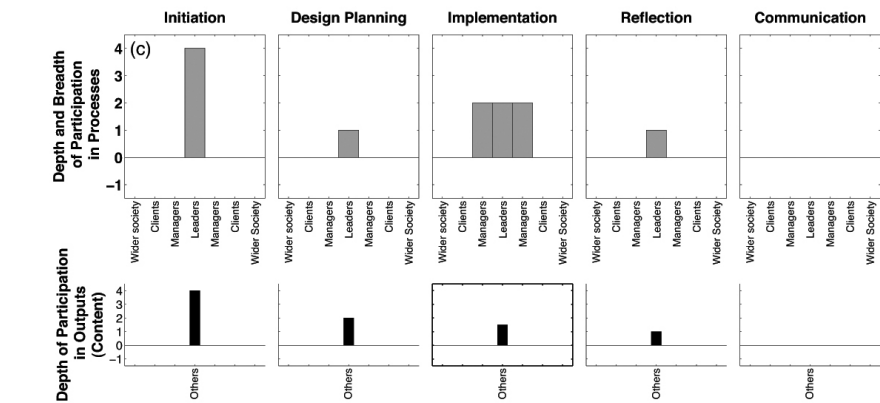 Initiation
Design Planning
Implementation
Reflection
Communication
(c)
Depth and Breadth
of Participation
in Processes
4
3
2
1
0
−1
Wider society
Clients
Managers
Leaders
Managers
Clients
Wider Society
Wider society
Clients
Managers
Leaders
Managers
Clients
Wider Society
Wider society
Clients
Managers
Leaders
Managers
Clients
Wider Society
Wider society
Clients
Managers
Leaders
Managers
Clients
Wider Society
Wider society
Clients
Managers
Leaders
Managers
Clients
Wider Society
Depth of Participation
in Outputs
(Content)
4
3
2
1
0
−1
Others
Others
Others
Others
Others